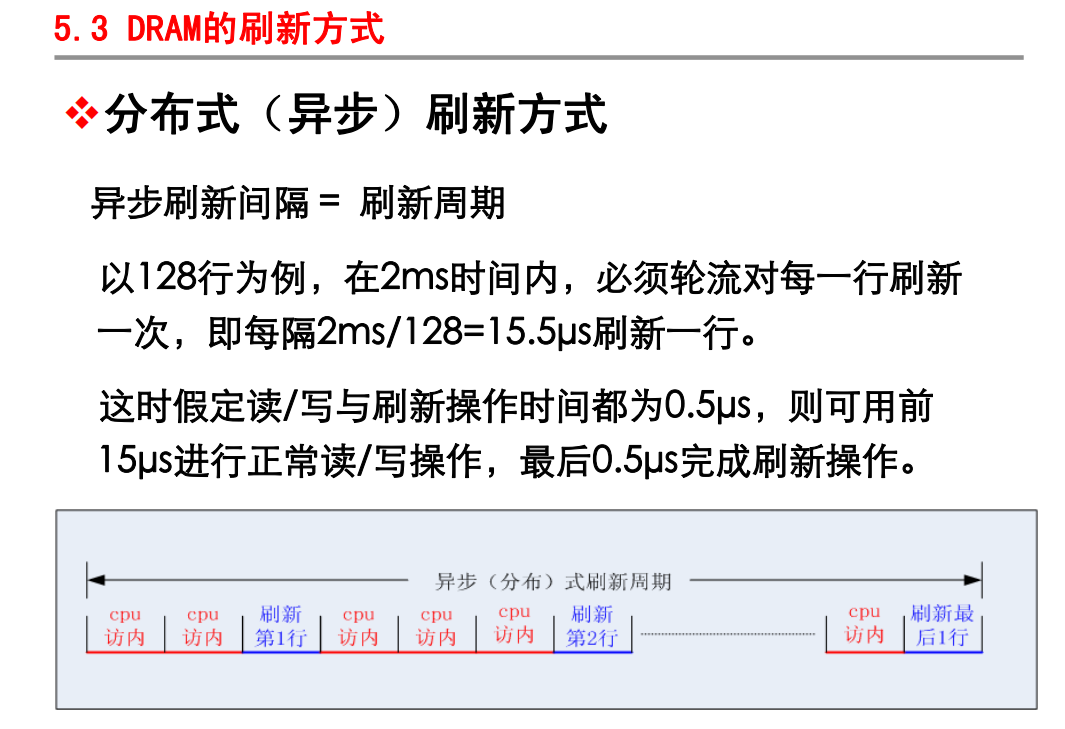 5.3 DRAM的刷新方式
分布式（异步）刷新方式
异步刷新间隔 = 刷新周期
以128行为例，在2ms时间内，必须轮流对每一行刷新
一次，即每隔2ms/128=15.5μs刷新一行。
这时假定读/写与刷新操作时间都为0.5μs，则可用前
15μs进行正常读/写操作，最后0.5μs完成刷新操作。
异步（分布）式刷新周期
cpu 访内
cpu 访内
刷新 第1行
cpu 访内
cpu 访内
cpu 访内
刷新 第2行
cpu 访内
刷新最 后1行